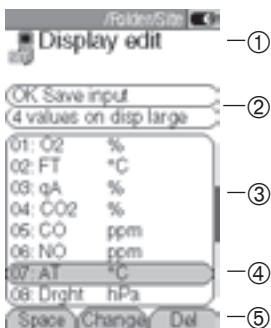 /Folder/Site
Display edit
①
OK Save input
4 values on disp large
②
01: O2 %
02: FT °C
03: qA %
04: CO2 %
05: CO ppm
06: NO ppm
07: AT °C
08: Drght hPa
③
④
Space Change Del
⑤